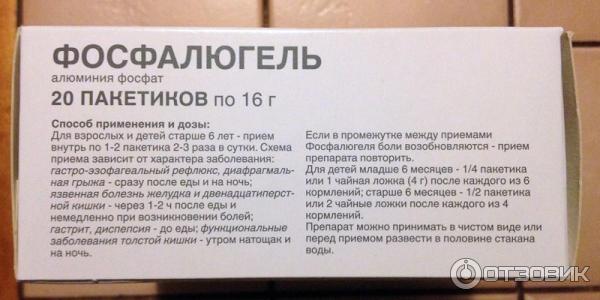 ФОСФАЛЮГЕЛЬ
алюминия фосфат
20 ПАКЕТИКОВ по 16 г
Способ применения и дозы:
Для взрослых и детей старше 6 лет - прием
внутрь по 1-2 пакетика 2-3 раза в сутки. Схема
приема зависит от характера заболевания:
гастро-эзофагеальный рефлюкс, диафрагмаль-
ная грыжа - сразу после еды и на ночь;
язвенная болезнь желудка и двенадцатиперст-
ной кишки - через 1-2 ч после еды и
немедленно при возникновении болей;
гастрит, диспепсия - до еды; функциональные
заболевания толстой кишки - утром натощак и
на ночь.
Если в промежутке между приемами
Фосфалюгеля боли возобновляются - прием
препарата повторить.
Для детей младше 6 месяцев - 1/4 пакетика
или 1 чайная ложка (4 г) после каждого из 6
кормлений; старше 6 месяцев - 1/2 пакетика
или 2 чайные ложки после каждого из 4
кормлений.
Препарат можно принимать в чистом виде или
перед приемом развести в половине стакана
воды.
ОТЗОВИК